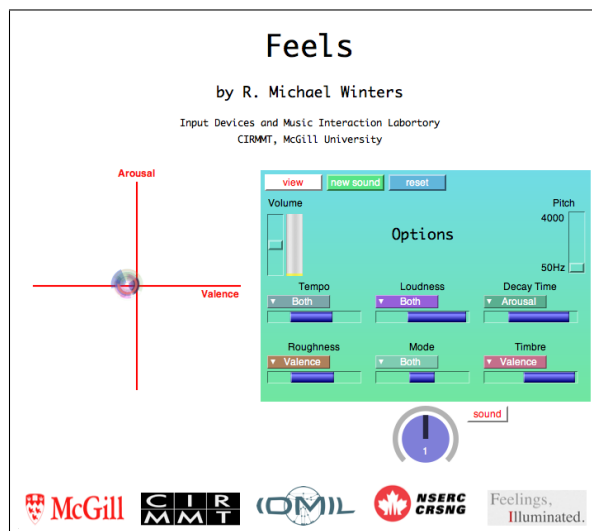 Feels
by R. Michael Winters
Input Devices and Music Interaction Labortory
CIRMMT, McGill University
Arousal
Valence
view
new sound
reset
Volume
Pitch
4000
Options
50Hz
Tempo
Loudness
Decay Time
Both
Both
Arousal
Roughness
Mode
Timbre
Valence
Both
Valence
sound
1
McGill
CIR
MMT
IDMIL
NSERC
CRSNG
Feelings,
Illuminated.